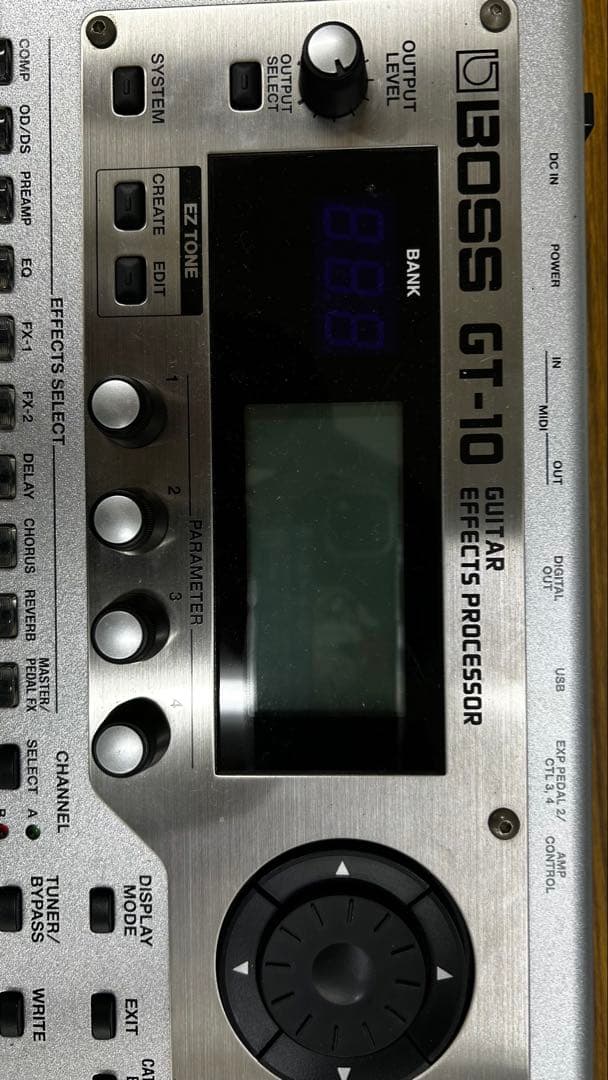 DC IN
POWER
IN
MIDI
OUT
DIGITAL
OUT
USB
EXP PEDAL 2/
CTL 3, 4
AMP
CONTROL
BOSS GT-10
GUITAR
EFFECTS PROCESSOR
OUTPUT
LEVEL
BANK
888
OUTPUT
SELECT
SYSTEM
EZ TONE
CREATE
EDIT
1
2
3
4
PARAMETER
DISPLAY
MODE
EXIT
EFFECTS SELECT
CHANNEL
COMP
OD/DS
PREAMP
EQ
FX-1
FX-2
DELAY
CHORUS
REVERB
MASTER/
PEDAL FX
SELECT
A
B
TUNER/
BYPASS
WRITE